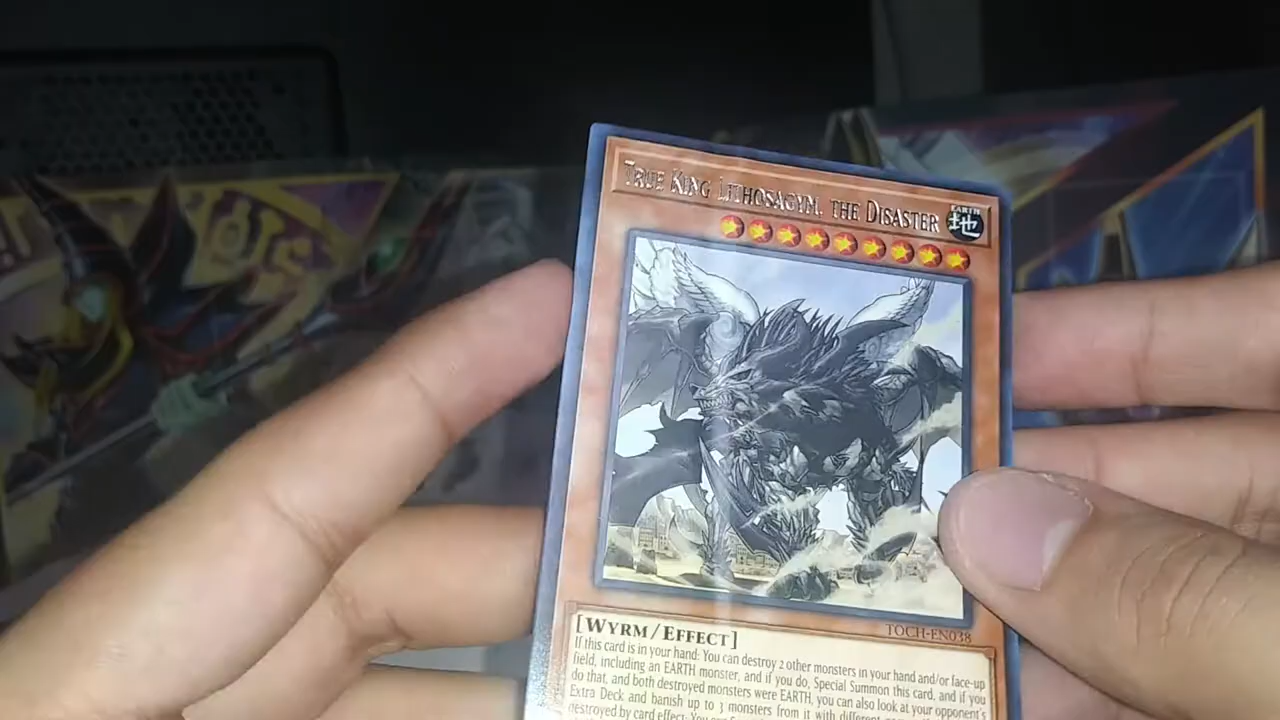 TRUE KING LITHOSAGYM, THE DISASTER
EARTH
地
TOCH-EN038
[WYRM/EFFECT]
If this card is in your hand: You can destroy 2 other monsters in your hand and/or face-up
field, including an EARTH monster, and if you do, Special Summon this card, and if you
do that, and both destroyed monsters were EARTH, you can also look at your opponent's
Extra Deck and banish up to 3 monsters from it with different
destroyed by card effect: You